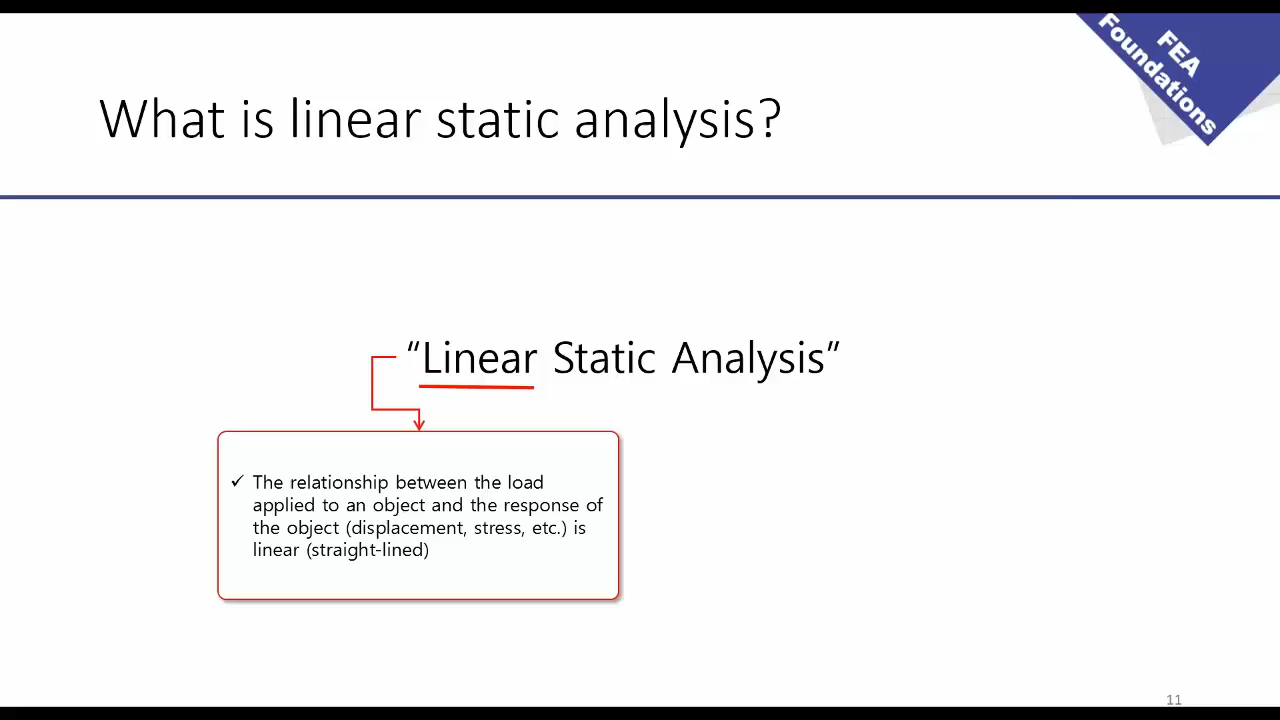 FEA
Foundations
What is linear static analysis?
“Linear Static Analysis”
✓ The relationship between the load
applied to an object and the response of
the object (displacement, stress, etc.) is
linear (straight-lined)
11